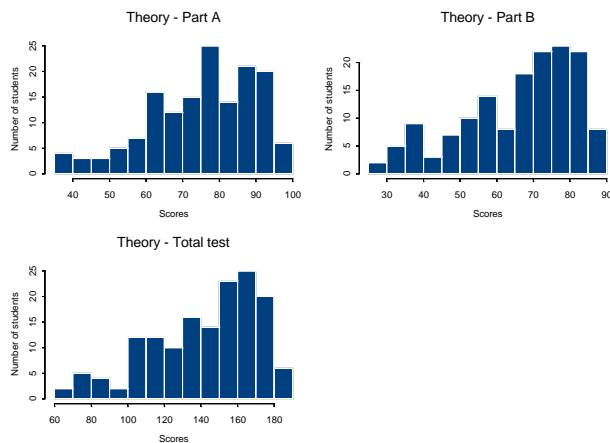 Theory - Part A
Number of students
0 5 10 15 20 25
40 50 60 70 80 90 100
Scores
Theory - Part B
Number of students
0 5 10 15 20
30 40 50 60 70 80 90
Scores
Theory - Total test
Number of students
0 5 10 15 20 25
60 80 100 120 140 160 180
Scores